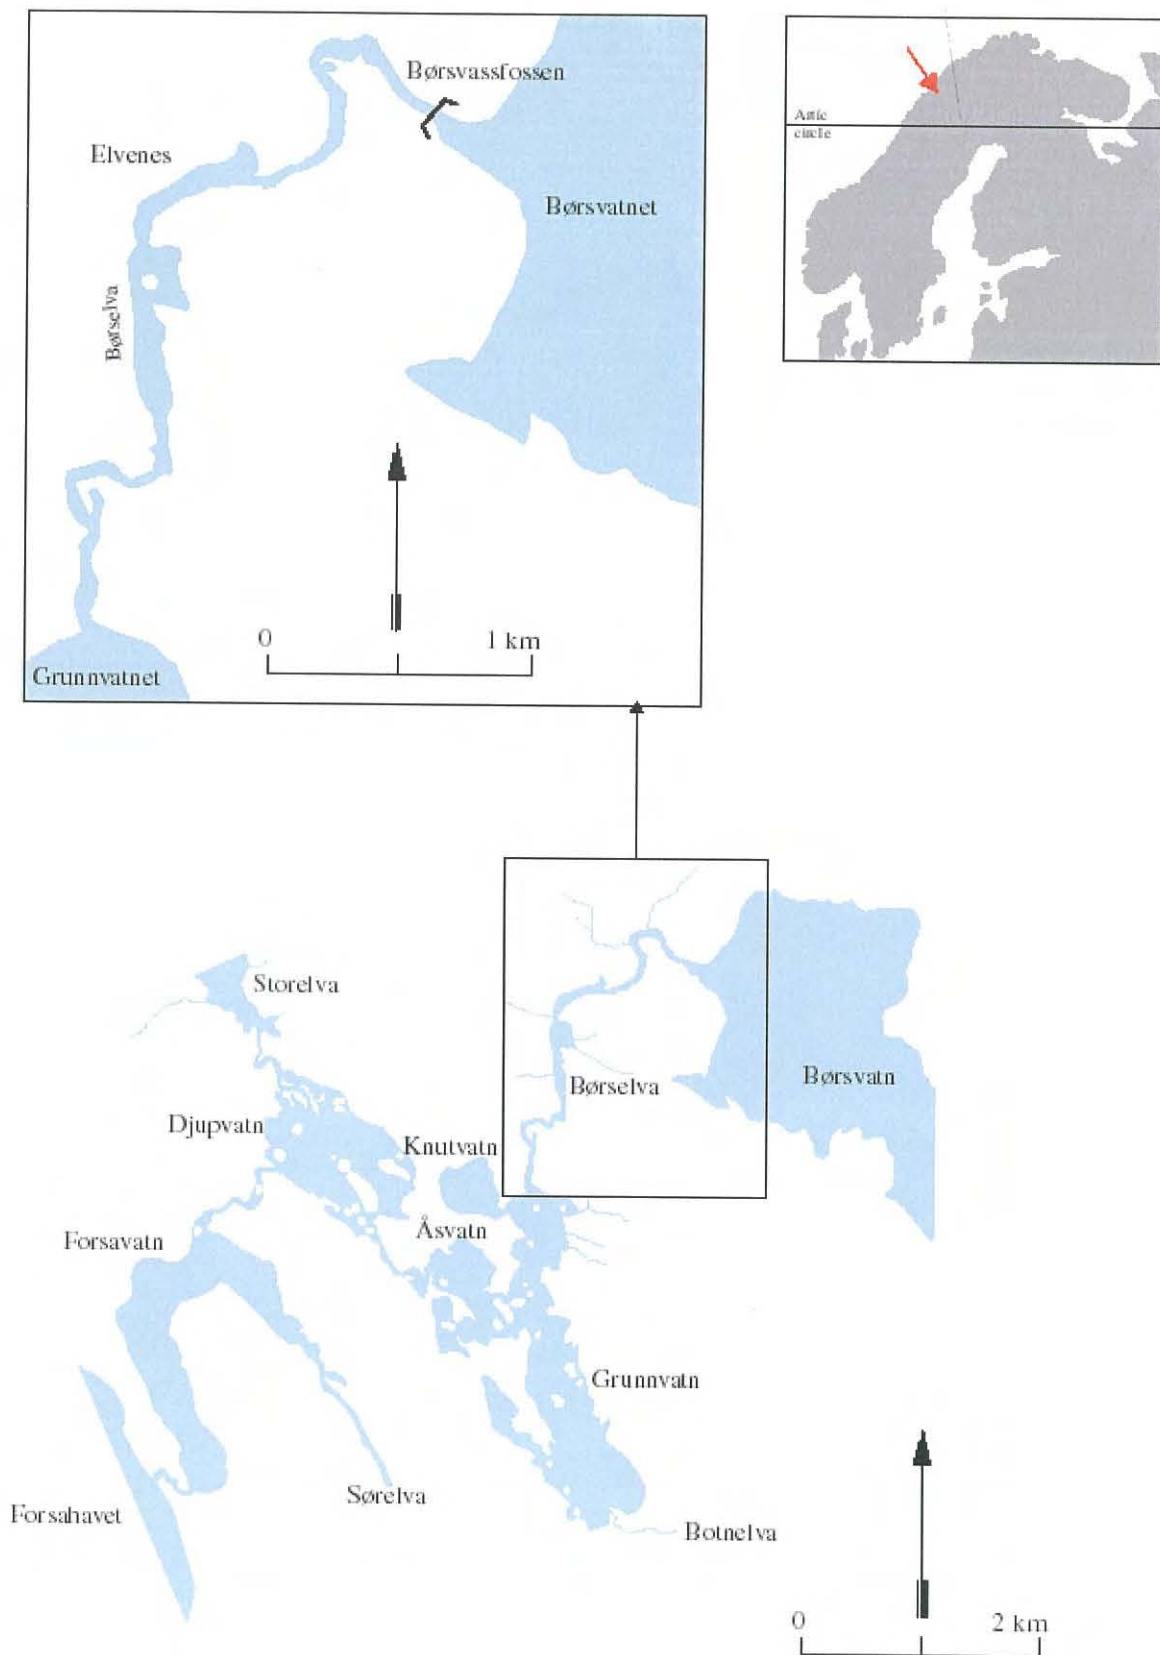 Børsvassfossen
Elvenes
Børsvatnet
Børselva
0 1 km
Grunnvatnet
Artic
circle
Storelva
Børsvatn
Børselva
Djupvatn
Knutvatn
Åsvatn
Forsavatn
Grunnvatn
Sørelva
Forsahavet
Botnelva
0 2 km